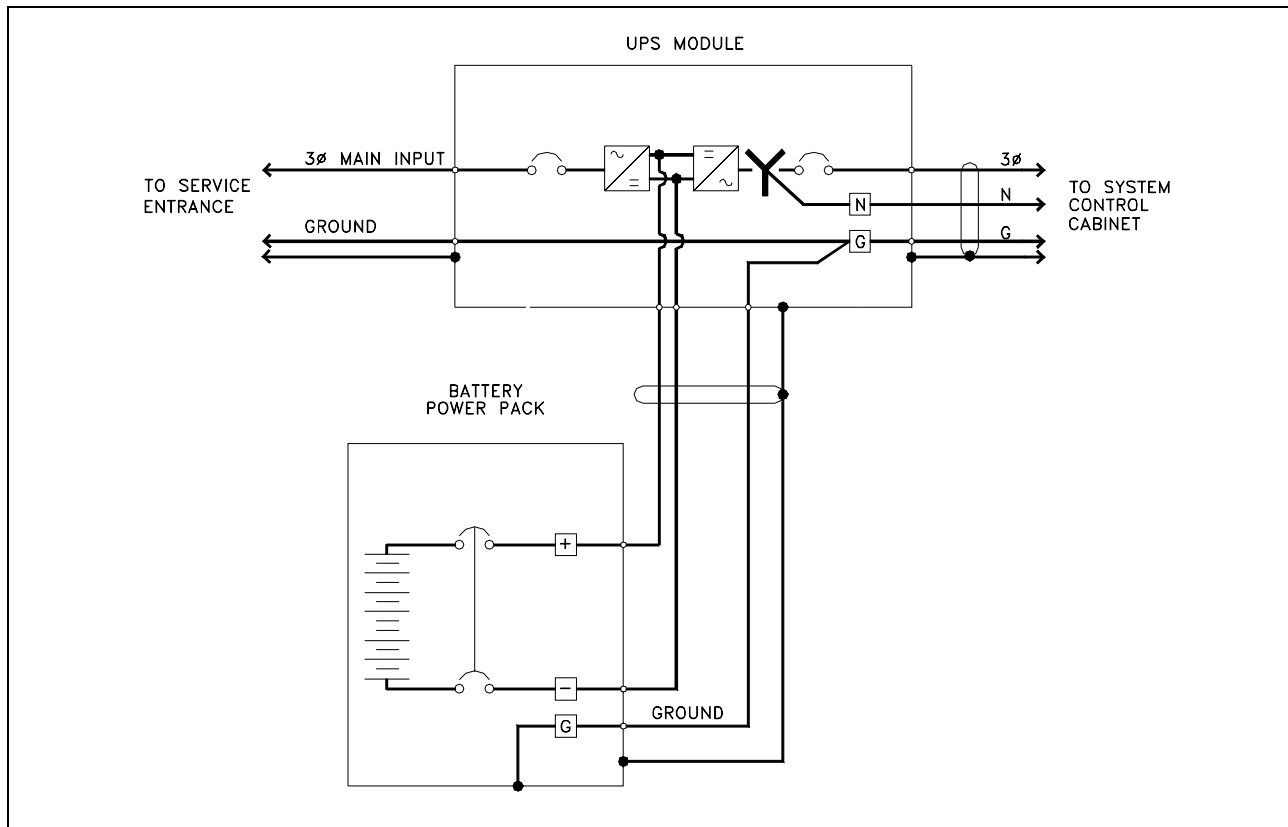 UPS MODULE
3ø MAIN INPUT
TO SERVICE
ENTRANCE
GROUND
3ø
N
N
G
G
TO SYSTEM
CONTROL
CABINET
BATTERY
POWER PACK
+
−
G
GROUND